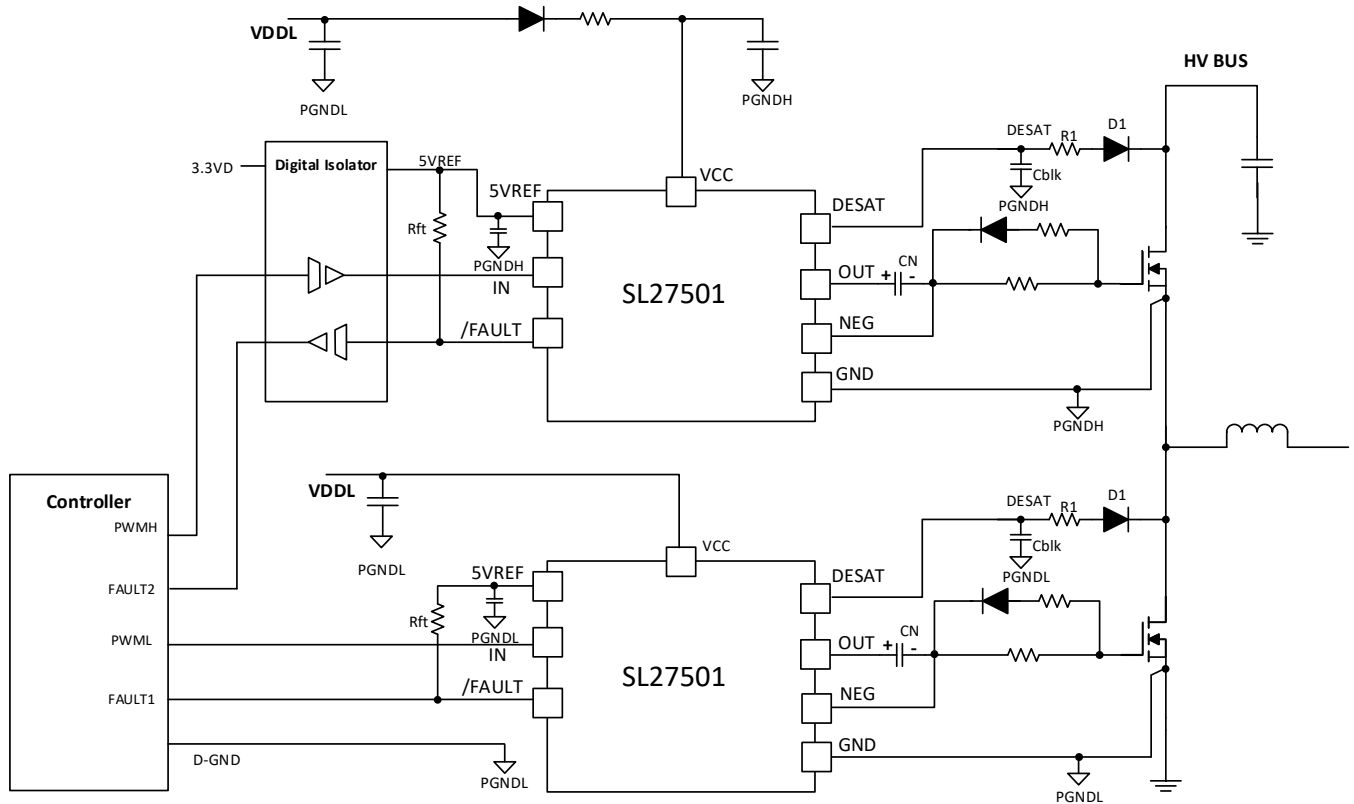 VDDL
PGNDL
PGNDH
HV BUS
DESAT
R1
D1
Cblk
PGNDH
3.3VD
Digital Isolator
5VREF
Rft
5VREF
PGNDH
IN
/FAULT
VCC
SL27501
DESAT
OUT
+
CN
-
NEG
GND
PGNDH
Controller
PWMH
FAULT2
PWML
FAULT1
D-GND
PGNDL
VDDL
PGNDL
VCC
5VREF
Rft
PGNDL
IN
/FAULT
SL27501
DESAT
OUT
+
CN
-
NEG
GND
PGNDL
DESAT
R1
D1
Cblk
PGNDL